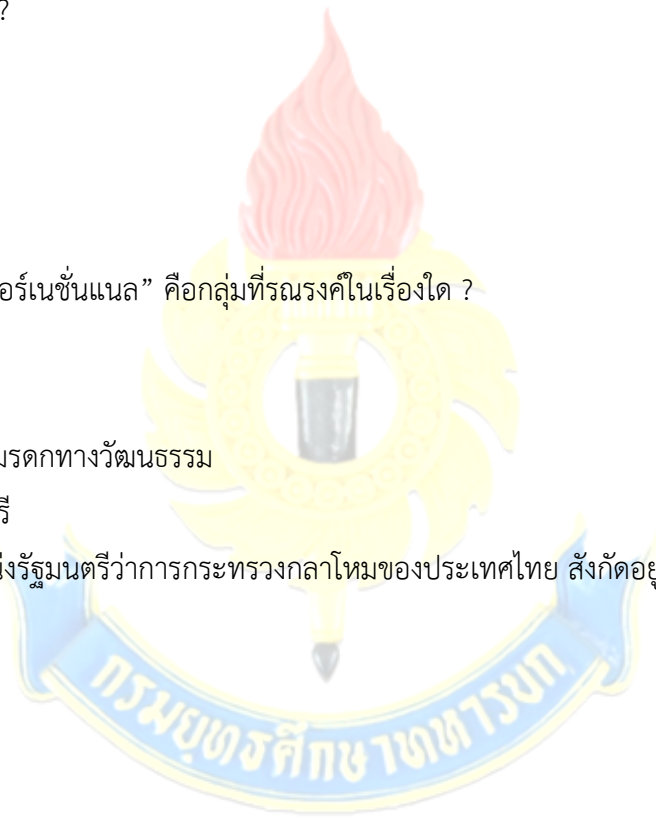 ?
อร์เนชั่นแนล” คือกลุ่มที่รณรงค์ในเรื่องใด ?
มรดกทางวัฒนธรรม
รี
รัฐมนตรีว่าการกระทรวงกลาโหมของประเทศไทย สังกัดอยู่
กรมยุทธศึกษาทหารบก